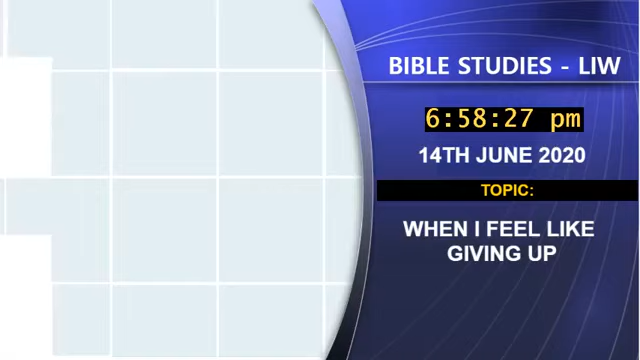 BIBLE STUDIES - LIW
6:58:27 pm
14TH JUNE 2020
TOPIC:
WHEN I FEEL LIKE
GIVING UP